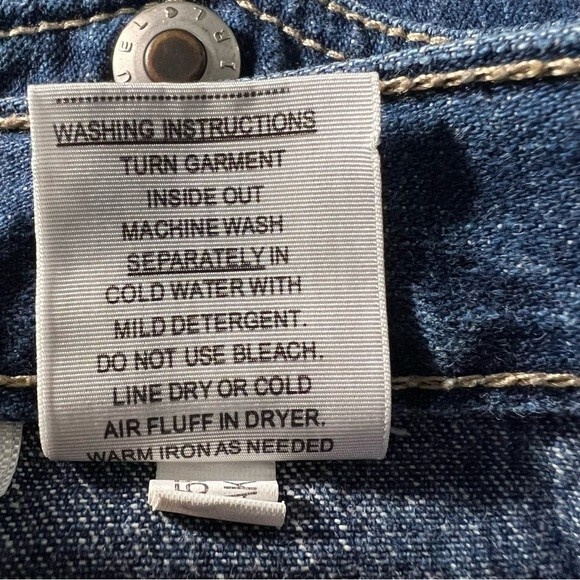 WASHING INSTRUCTIONS
TURN GARMENT
INSIDE OUT
MACHINE WASH
SEPARATELY IN
COLD WATER WITH
MILD DETERGENT.
DO NOT USE BLEACH.
LINE DRY OR COLD
AIR FLUFF IN DRYER.
WARM IRON AS NEEDED